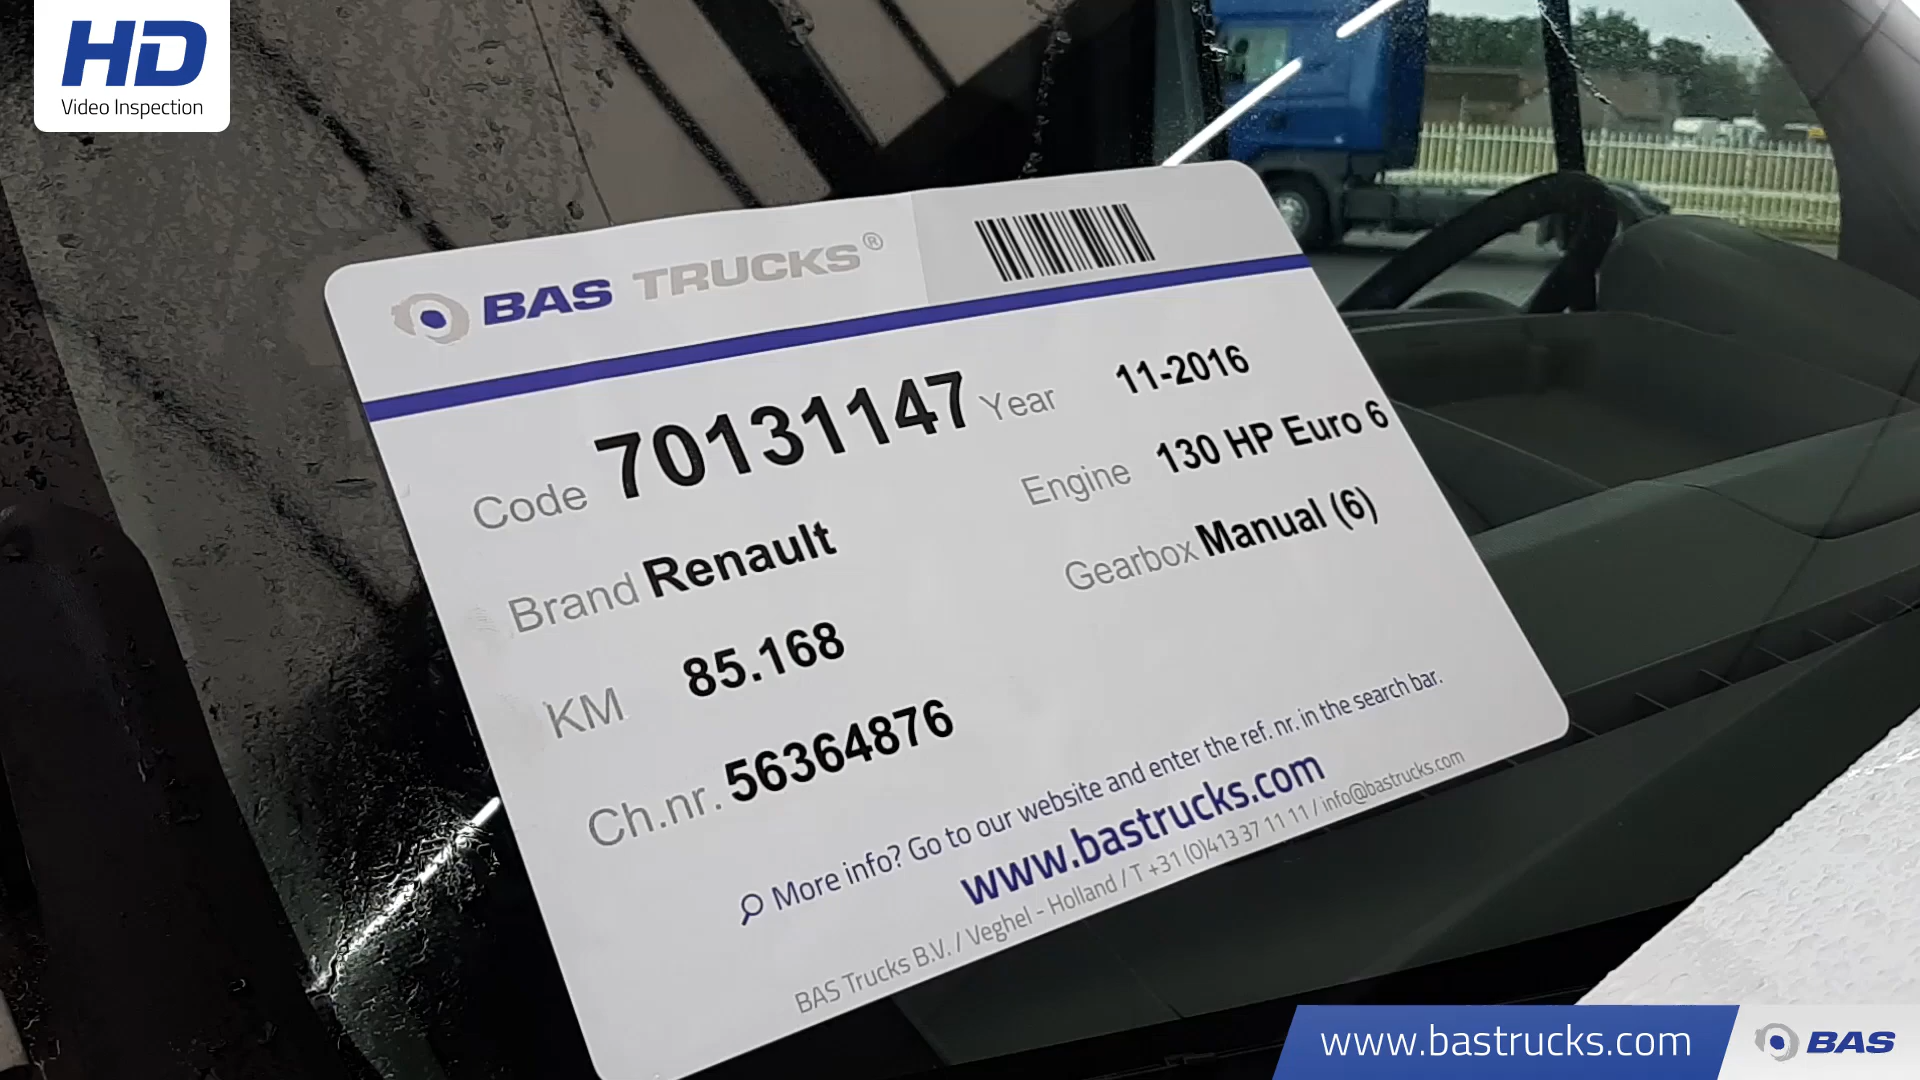 HD
Video Inspection
BAS TRUCKS®
Code 70131147
Year 11-2016
Brand Renault
Engine 130 HP Euro 6
KM 85.168
Gearbox Manual (6)
Ch.nr. 56364876
More info? Go to our website and enter the ref. nr. in the search bar.
www.bastrucks.com
BAS Trucks B.V. / Veghel - Holland / T +31 (0)413 37 11 11 / info@bastrucks.com
www.bastrucks.com
BAS